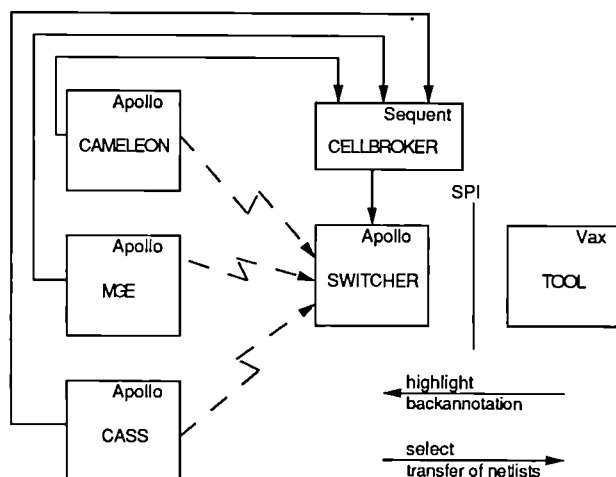 Apollo
CAMELEON
Sequent
CELLBROKER
SPI
Apollo
MGE
Apollo
SWITCHER
Vax
TOOL
highlight
backannotation
Apollo
CASS
select
transfer of netlists